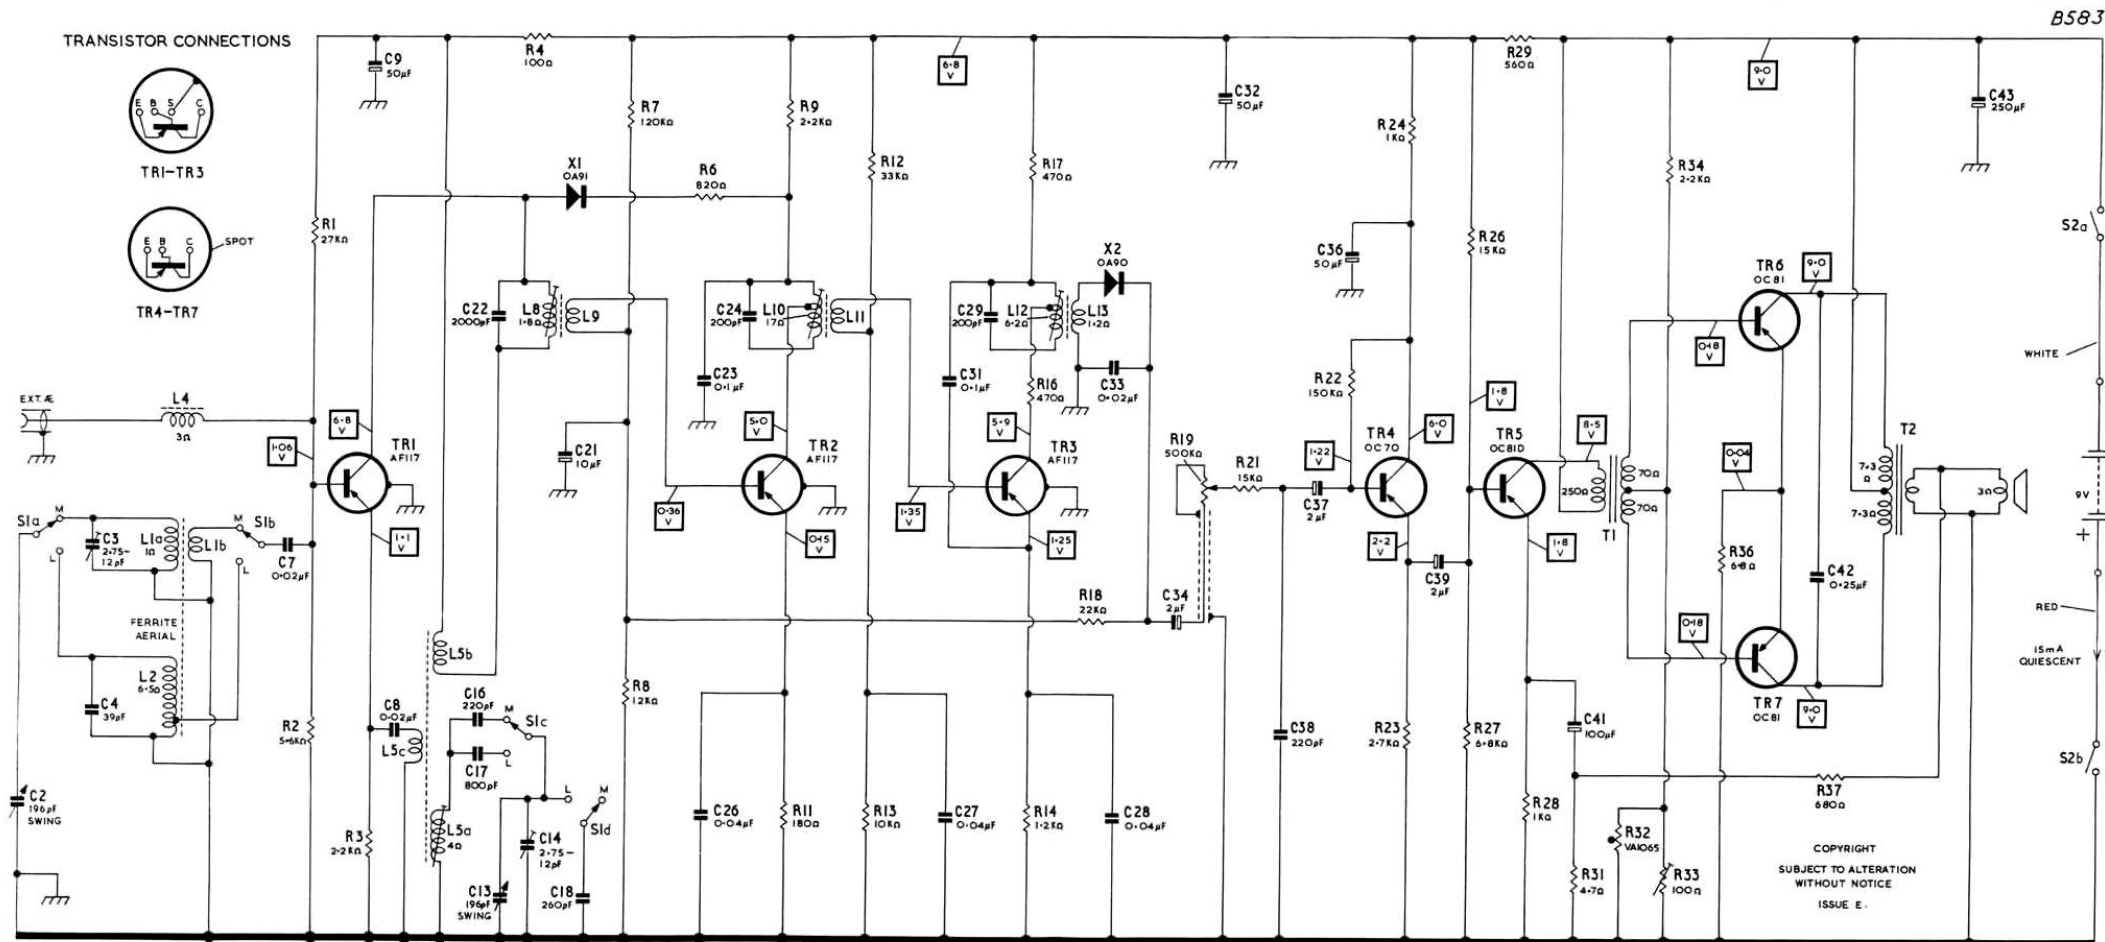 B583
TRANSISTOR CONNECTIONS
E B S C
TR1-TR3
E B C
SPOT
TR4-TR7
C9
50µF
R4
100Ω
R7
120KΩ
R9
2·2KΩ
6·8
V
R12
33KΩ
R17
470Ω
C32
50µF
R24
1KΩ
R29
560Ω
9·0
V
C43
250µF
R34
2·2KΩ
X1
OA91
R6
820Ω
R1
27KΩ
X2
OA90
C36
50µF
R26
15KΩ
S2a
TR6
OC81
9·0
V
C22
2000pF
L8
1·8Ω
L9
C24
200pF
L10
17Ω
L11
C29
200pF
L12
6·2Ω
L13
1·2Ω
0·18
V
WHITE
C23
0·1µF
C31
0·1µF
R16
470Ω
C33
0·02µF
R22
150KΩ
1·8
V
EXT.Æ
L4
3Ω
1·06
V
6·8
V
TR1
AF117
C21
10µF
5·0
V
TR2
AF117
5·9
V
TR3
AF117
R19
500KΩ
R21
15KΩ
1·22
V
TR4
OC70
6·0
V
TR5
OC81D
8·5
V
T2
0·36
V
1·35
V
C37
2µF
250Ω
70Ω
70Ω
T1
0·04
V
7·3
Ω
7·3Ω
3Ω
9V
+
S1a
M
L
C3
2·75-
12pF
L1a
1Ω
L1b
M
S1b
L
C7
0·02µF
1·1
V
0·15
V
1·25
V
2·2
V
C39
2µF
1·8
V
R36
6·8Ω
C42
0·25µF
FERRITE
AERIAL
R18
22KΩ
C34
2µF
0·18
V
RED
15mA
QUIESCENT
L5b
L2
6·5Ω
C4
39pF
R8
12KΩ
TR7
OC81
9·0
V
R2
5·6KΩ
C8
0·02µF
L5c
C16
220pF
M
S1c
C17
800pF
L
C38
220pF
R23
2·7KΩ
R27
6·8KΩ
C41
100µF
S2b
C2
196pF
SWING
R3
2·2KΩ
L5a
4Ω
L
M
S1d
C14
2·75-
12pF
C26
0·04µF
R11
180Ω
R13
10KΩ
C27
0·04µF
R14
1·2KΩ
C28
0·04µF
R28
1KΩ
R37
680Ω
R32
VA1065
C13
196pF
SWING
C18
260pF
R31
4·7Ω
R33
100Ω
COPYRIGHT
SUBJECT TO ALTERATION
WITHOUT NOTICE
ISSUE E.